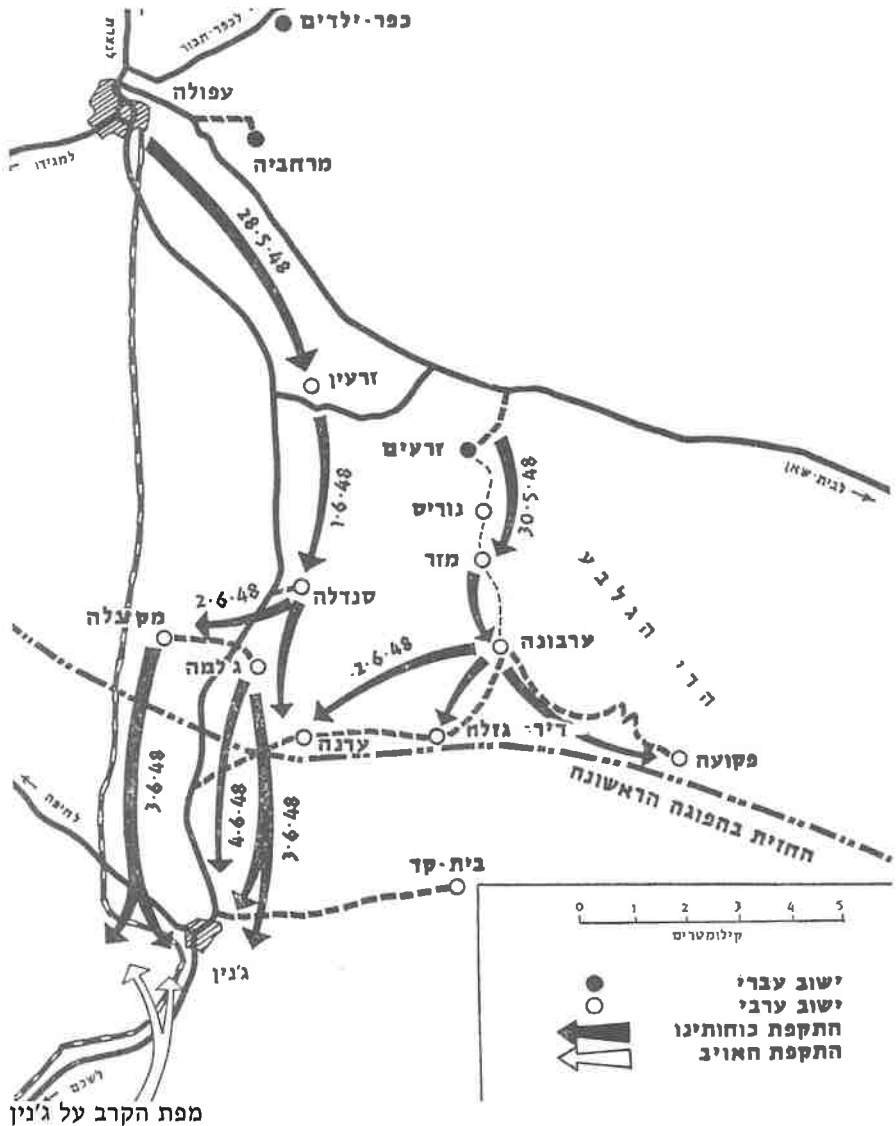 לנצרת
לכפר-תבור
כפר-ילדים
עפולה
מרחביה
למגידו
28·5·48
זרעין
זרעים
לבית-שאן
30·5·48
1·6·48
נוריס
מזר
הרי הגלבע
סנדלה
2·6·48
מקיבלה
ג'למה
ערבונה
2·6·48
דיר- גזלה
ערנה
פקועה
החזית בהפוגה הראשונה
3·6·48
4·6·48
3·6·48
לחיפה
בית-קד
ג'נין
לשכם
0 1 2 3 4 5
קילומטרים
ישוב עברי
ישוב ערבי
התקפת כוחותינו
התקפת האויב
מפת הקרב על ג'נין